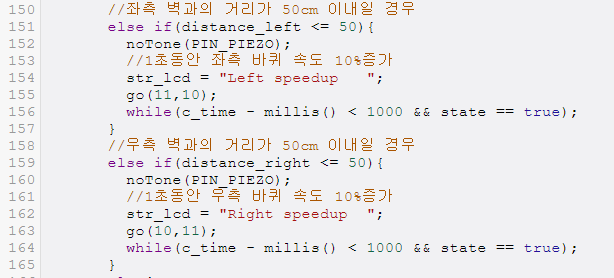 150 //좌측 벽과의 거리가 50cm 이내일 경우
151 else if(distance_left <= 50){
152 noTone(PIN_PIEZO);
153 //1초동안 좌측 바퀴 속도 10%증가
154 str_lcd = "Left speedup   ";
155 go(11,10);
156 while(c_time - millis() < 1000 && state == true);
157 }
158 //우측 벽과의 거리가 50cm 이내일 경우
159 else if(distance_right <= 50){
160 noTone(PIN_PIEZO);
161 //1초동안 우측 바퀴 속도 10%증가
162 str_lcd = "Right speedup  ";
163 go(10,11);
164 while(c_time - millis() < 1000 && state == true);
165 }